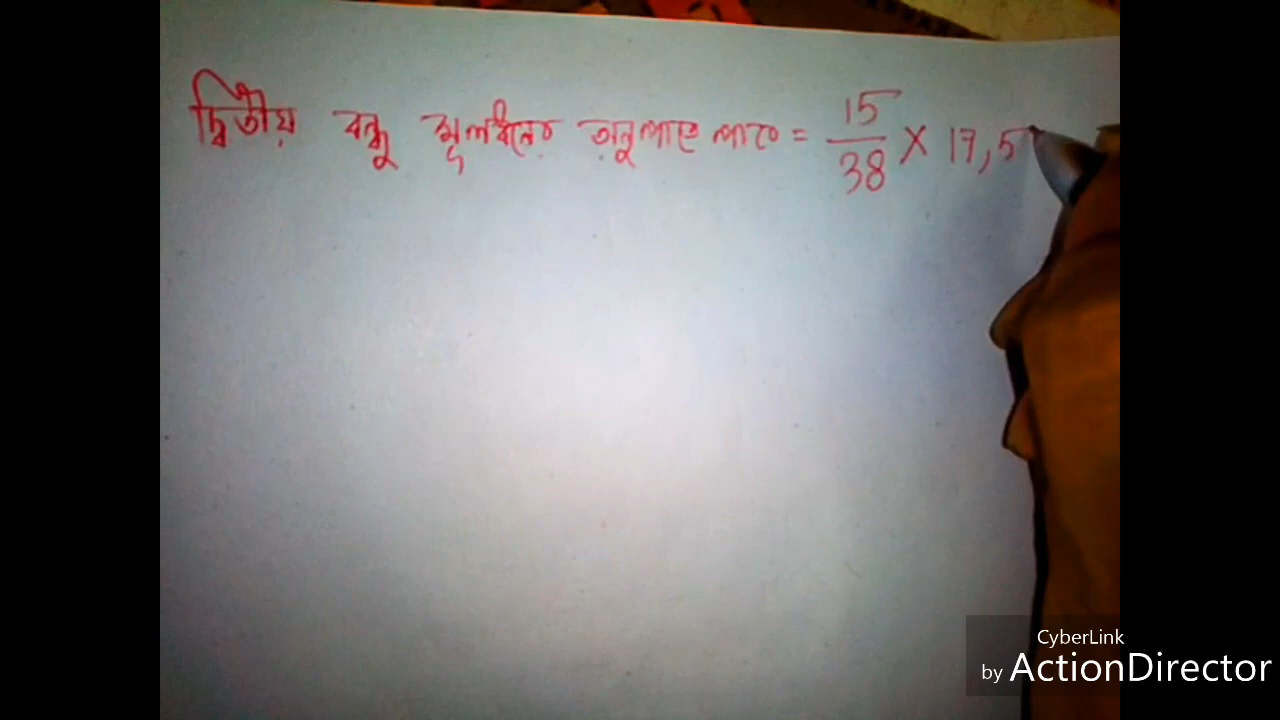 দ্বিতীয় বন্ধু মূলধনের অনুপাতে পাবে = 15/38 × 17,5
CyberLink
by ActionDirector